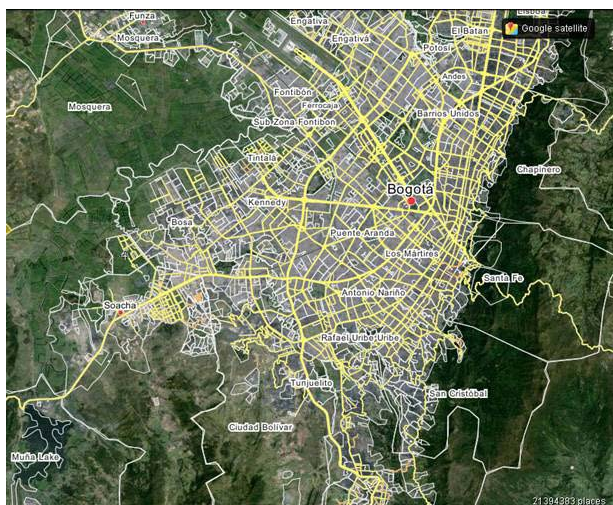 Funza
Mosquera
Engativa
Engativá
El Batan
Lisboa
Google satellite
Potosí
Andes
Mosquera
Fontibón
Ferrocaja
Sub Zona Fontibon
Barrios Unidos
Tintalá
Chapinero
Bogotá
Kennedy
Bosa
Puente Aranda
Los Mártires
Santa Fe
Antonio Nariño
Soacha
Rafael Uribe Uribe
Tunjuelito
San Cristóbal
Ciudad Bolívar
Muña Lake
21394383 places